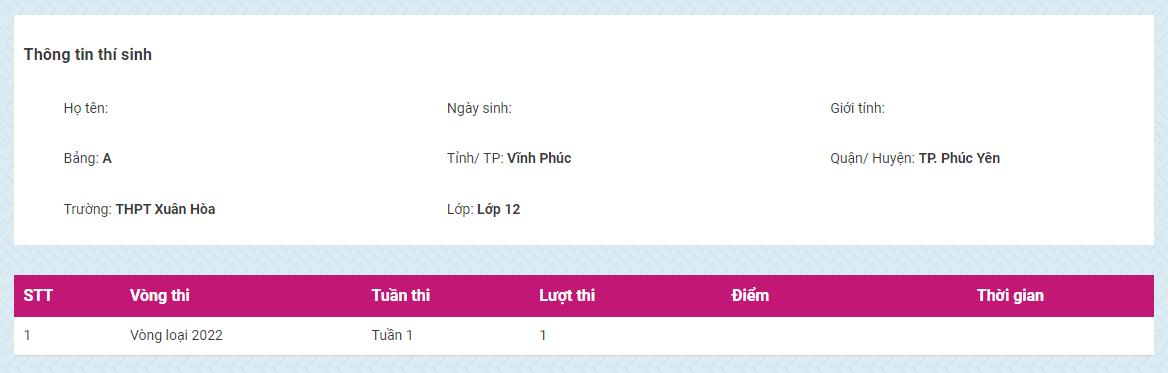 Thông tin thí sinh
Họ tên: Ngày sinh: Giới tính:
Bảng: A Tỉnh/ TP: Vĩnh Phúc Quận/ Huyện: TP. Phúc Yên
Trường: THPT Xuân Hòa Lớp: Lớp 12
STT Vòng thi Tuần thi Lượt thi Điểm Thời gian
1 Vòng loại 2022 Tuần 1 1